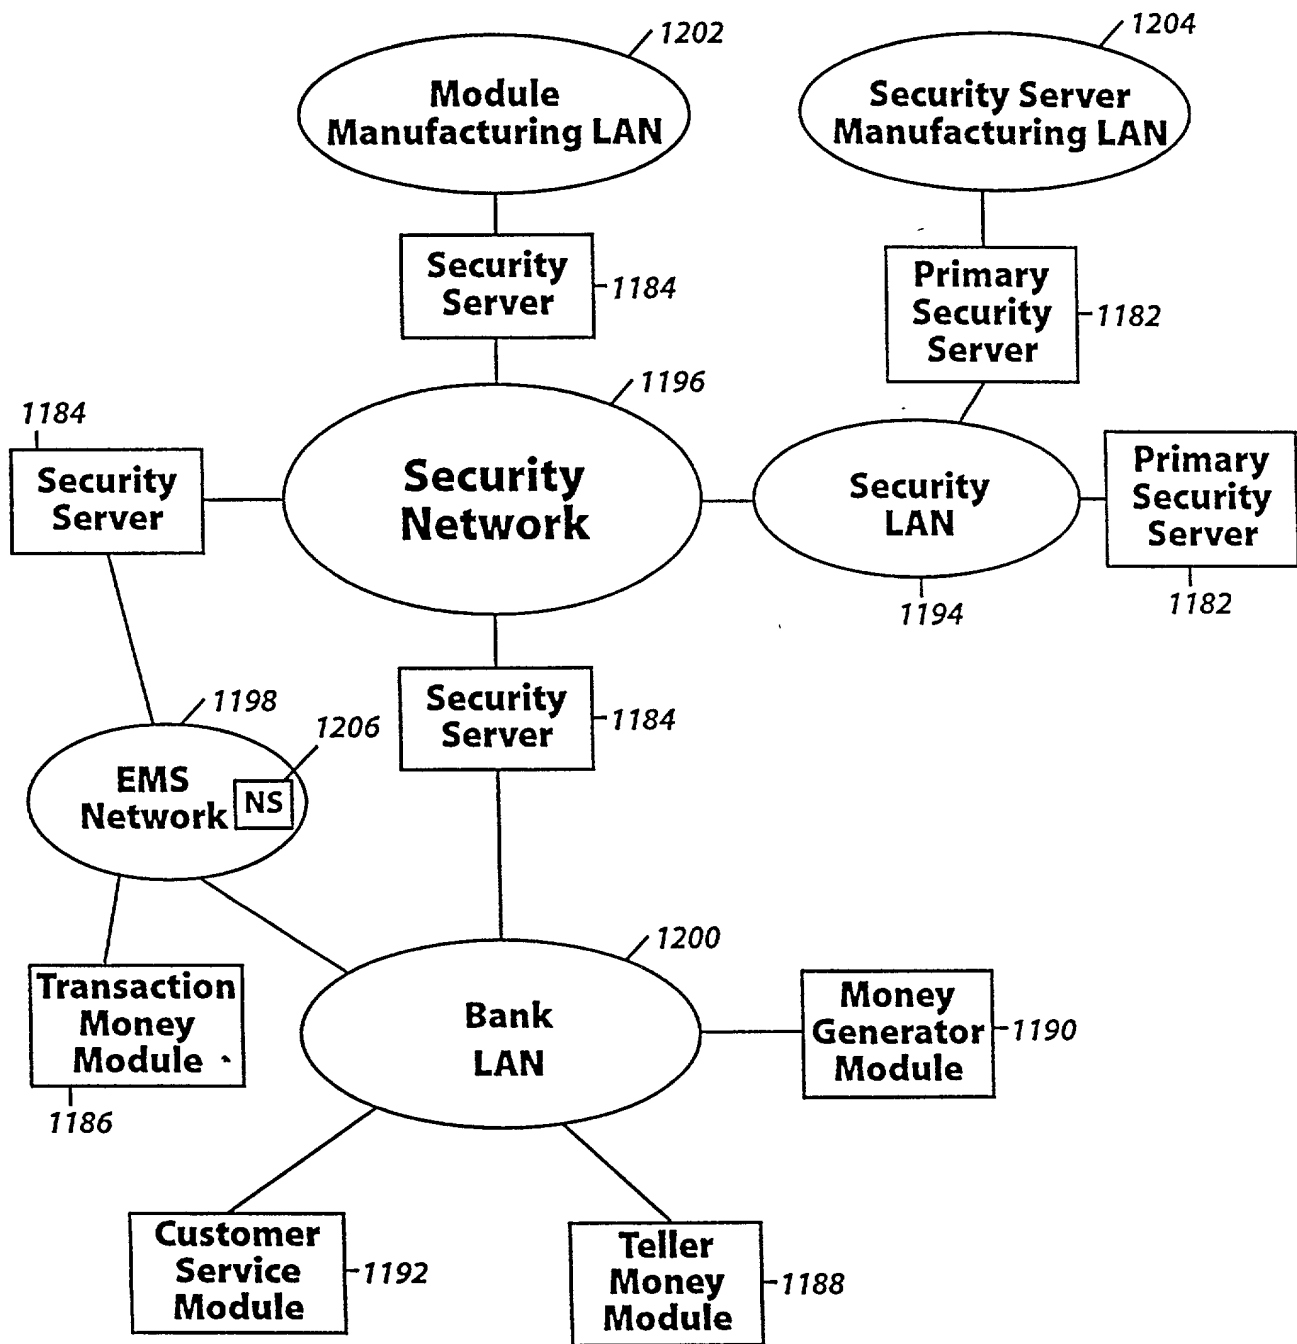 1202
Module
Manufacturing LAN
1204
Security Server
Manufacturing LAN
Security
Server
1184
Primary
Security
Server
1182
1196
Security
Network
1184
Security
Server
Security
LAN
1194
Primary
Security
Server
1182
Security
Server
1184
1198
1206
EMS
Network
NS
Transaction
Money
Module
1186
1200
Bank
LAN
Money
Generator
Module
1190
Customer
Service
Module
1192
Teller
Money
Module
1188